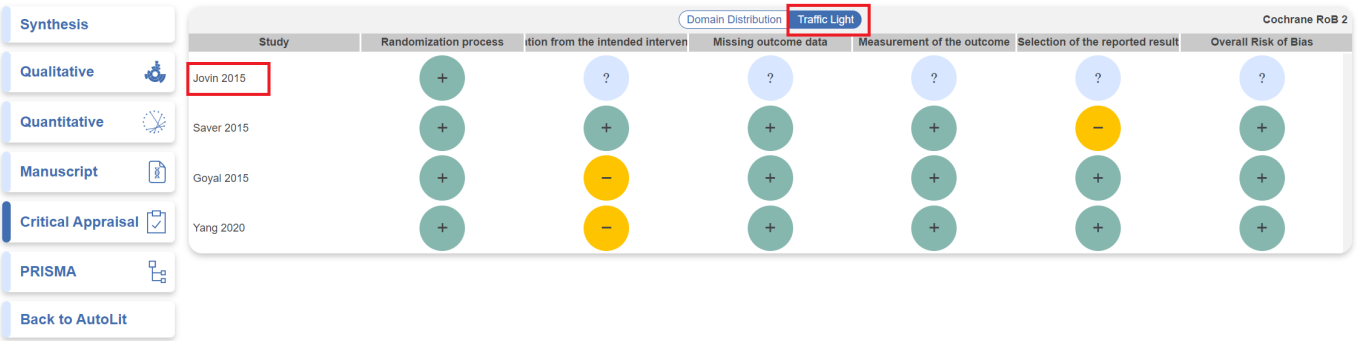 Synthesis
Qualitative
Quantitative
Manuscript
Critical Appraisal
PRISMA
Back to AutoLit
Domain Distribution Traffic Light Cochrane RoB 2
Study Randomization process tion from the intended interven Missing outcome data Measurement of the outcome Selection of the reported result Overall Risk of Bias
Jovin 2015 + ? ? ? ? ?
Saver 2015 + + + + − +
Goyal 2015 + − + + + +
Yang 2020 + − + + + +